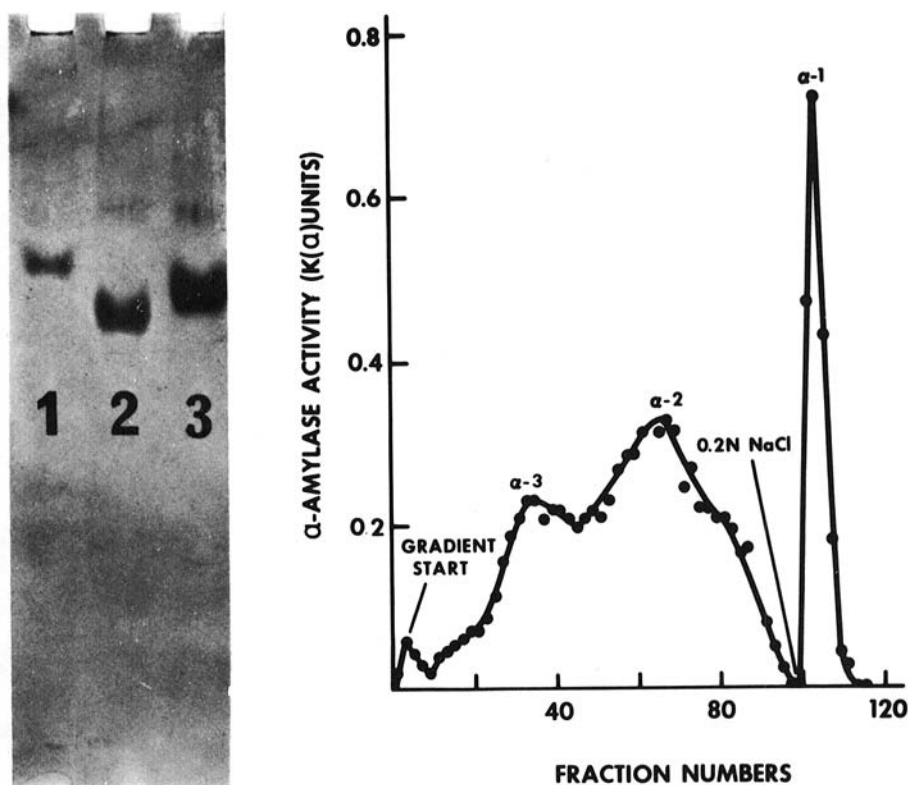 1 2 3
α-AMYLASE ACTIVITY (K(α)UNITS)
0.8
0.6
0.4
0.2
GRADIENT
START
α-3
α-2
0.2N NaCl
α-1
40
80
120
FRACTION NUMBERS